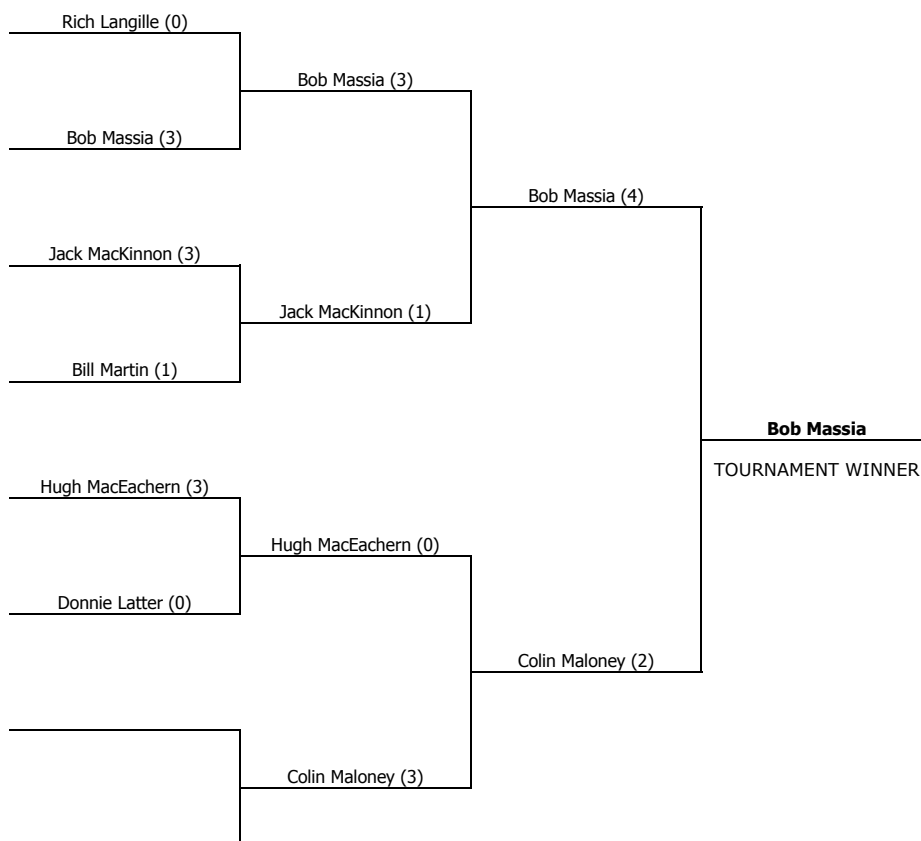 Rich Langille (0)
Bob Massia (3)
Bob Massia (3)
Bob Massia (4)
Jack MacKinnon (3)
Jack MacKinnon (1)
Bill Martin (1)
Bob Massia
TOURNAMENT WINNER
Hugh MacEachern (3)
Hugh MacEachern (0)
Donnie Latter (0)
Colin Maloney (2)
Colin Maloney (3)